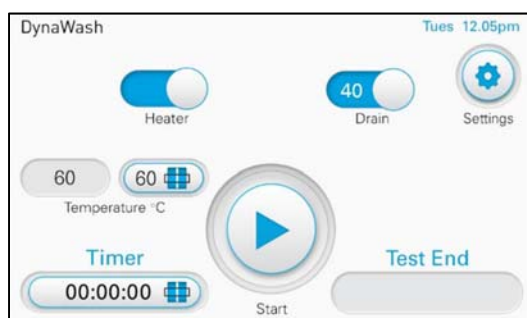 DynaWash
Tues 12.05pm
Heater
40
Drain
Settings
60
60
Temperature °C
Timer
00:00:00
Start
Test End